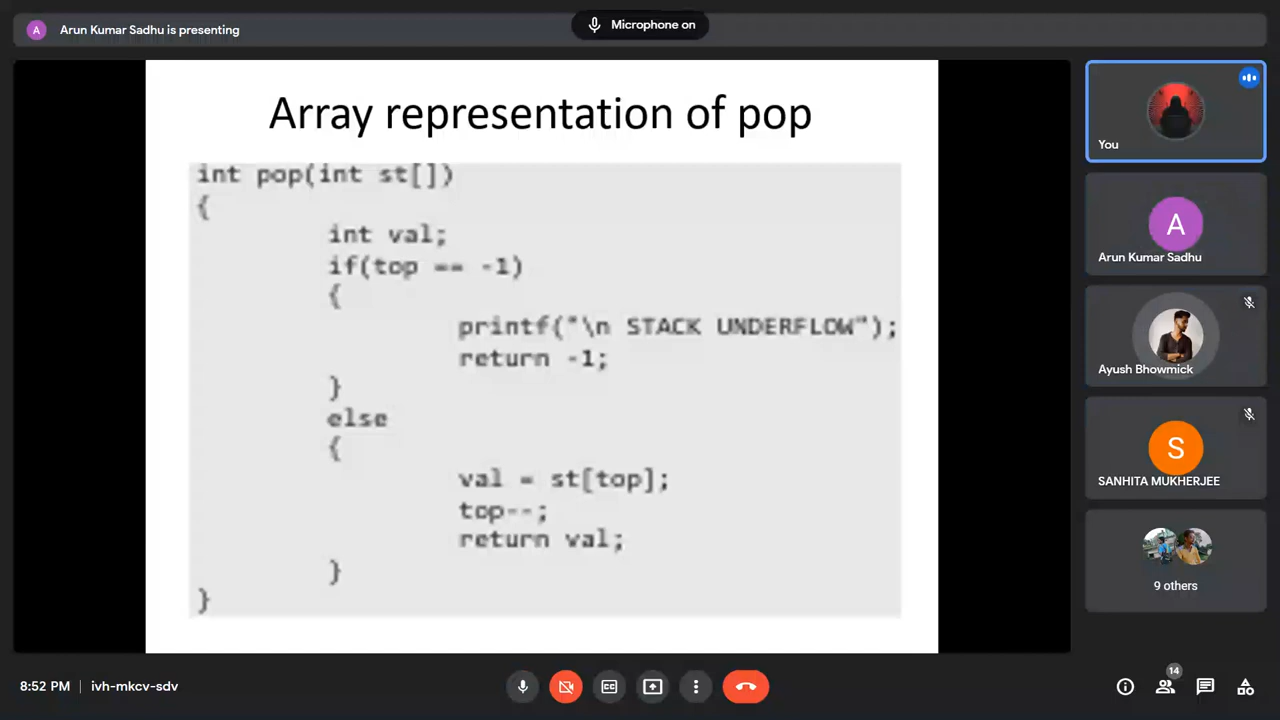 A Arun Kumar Sadhu is presenting
Microphone on
Array representation of pop
int pop(int st[])
{
int val;
if(top == -1)
{
printf("\n STACK UNDERFLOW");
return -1;
}
else
{
val = st[top];
top--;
return val;
}
}
You
A
Arun Kumar Sadhu
Ayush Bhowmick
S
SANHITA MUKHERJEE
9 others
8:52 PM | ivh-mkcv-sdv
CC
14